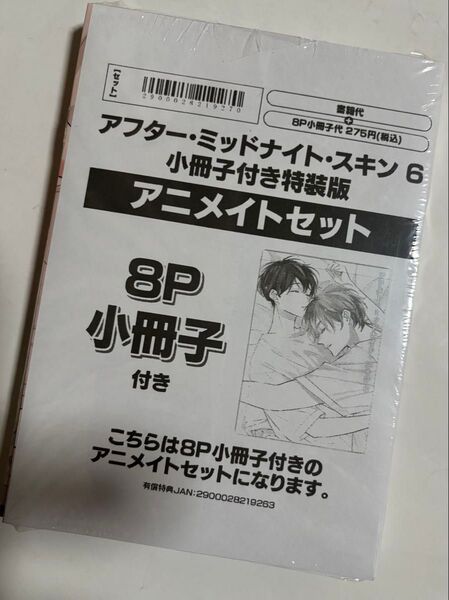 【セット】
2900028219270
書籍代
+
8P小冊子代 275円(税込)
アフター・ミッドナイト・スキン 6
小冊子付き特装版
アニメイトセット
8P
小冊子
付き
こちらは8P小冊子付きの
アニメイトセットになります。
有償特典JAN:2900028219263